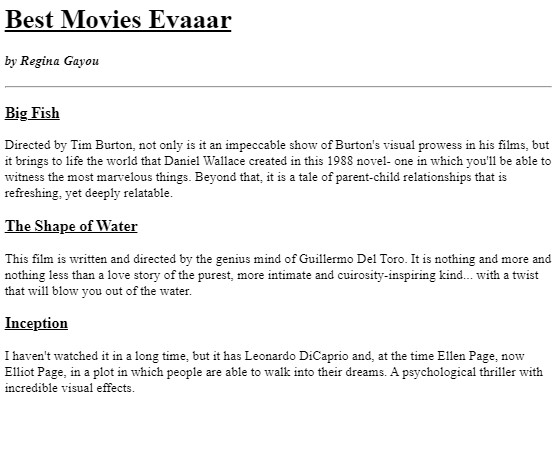 Best Movies Evaaar
by Regina Gayou
Big Fish
Directed by Tim Burton, not only is it an impeccable show of Burton's visual prowess in his films, but
it brings to life the world that Daniel Wallace created in this 1988 novel- one in which you'll be able to
witness the most marvelous things. Beyond that, it is a tale of parent-child relationships that is
refreshing, yet deeply relatable.
The Shape of Water
This film is written and directed by the genius mind of Guillermo Del Toro. It is nothing and more and
nothing less than a love story of the purest, more intimate and cuirosity-inspiring kind... with a twist
that will blow you out of the water.
Inception
I haven't watched it in a long time, but it has Leonardo DiCaprio and, at the time Ellen Page, now
Elliot Page, in a plot in which people are able to walk into their dreams. A psychological thriller with
incredible visual effects.